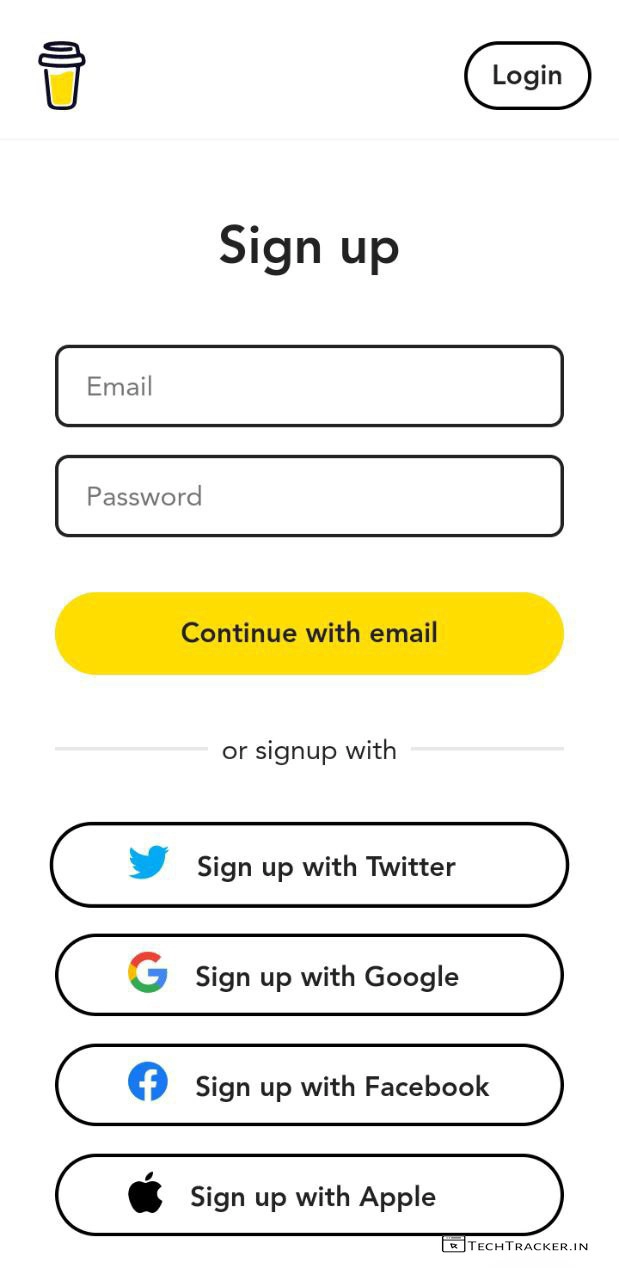 Login
Sign up
Email
Password
Continue with email
or signup with
Sign up with Twitter
Sign up with Google
Sign up with Facebook
Sign up with Apple
TECHTRACKER.IN